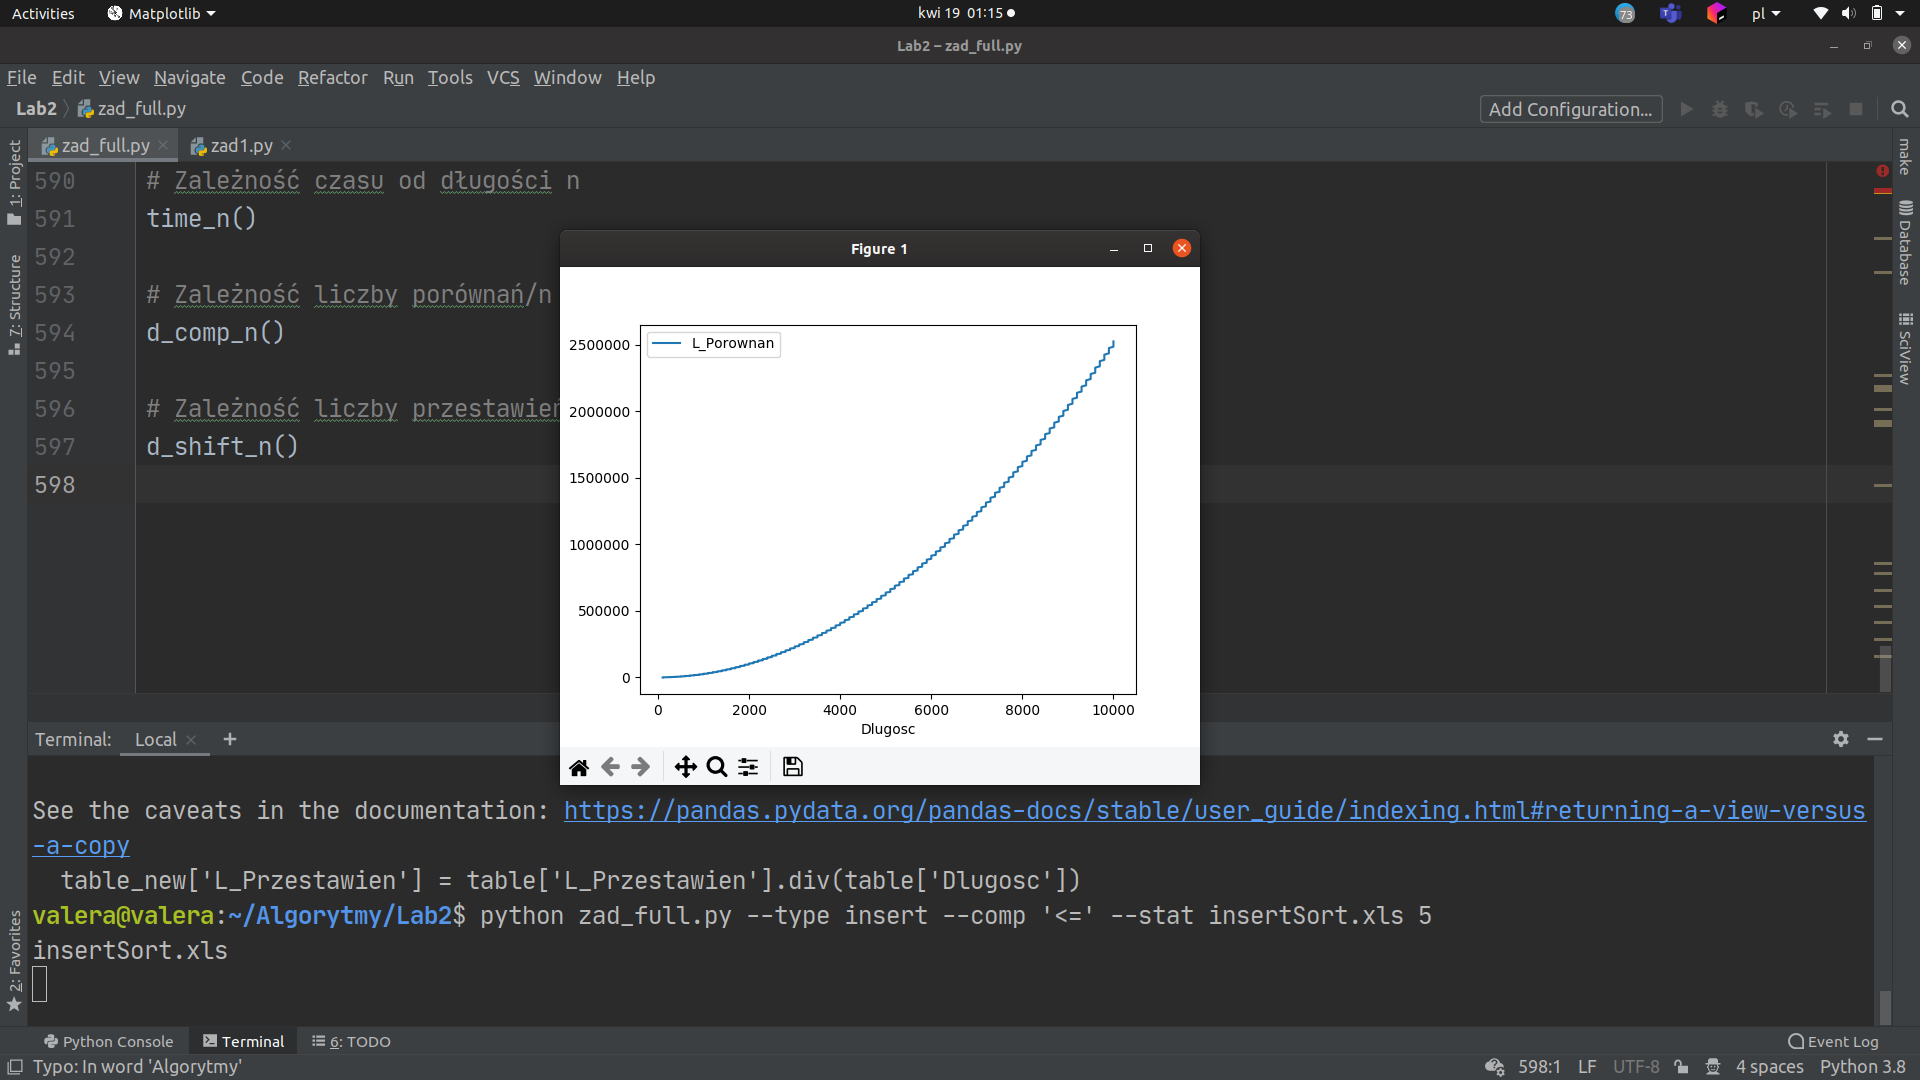 Activities Matplotlib kwi 19 01:15 73 pl
Lab2 – zad_full.py
File Edit View Navigate Code Refactor Run Tools VCS Window Help
Lab2 zad_full.py Add Configuration...
zad_full.py zad1.py
1: Project
7: Structure
2: Favorites
590 # Zależność czasu od długości n
591 time_n()
592
593 # Zależność liczby porównań/n
594 d_comp_n()
595
596 # Zależność liczby przestawień
597 d_shift_n()
598
make
Database
SciView
Figure 1
L_Porownan
2500000
2000000
1500000
1000000
500000
0
0 2000 4000 6000 8000 10000
Dlugosc
Terminal: Local +
See the caveats in the documentation: https://pandas.pydata.org/pandas-docs/stable/user_guide/indexing.html#returning-a-view-versus
-a-copy
table_new['L_Przestawien'] = table['L_Przestawien'].div(table['Dlugosc'])
valera@valera:~/Algorytmy/Lab2$ python zad_full.py --type insert --comp '<=' --stat insertSort.xls 5
insertSort.xls
Python Console Terminal 6: TODO Event Log
Typo: In word 'Algorytmy' 598:1 LF UTF-8 4 spaces Python 3.8